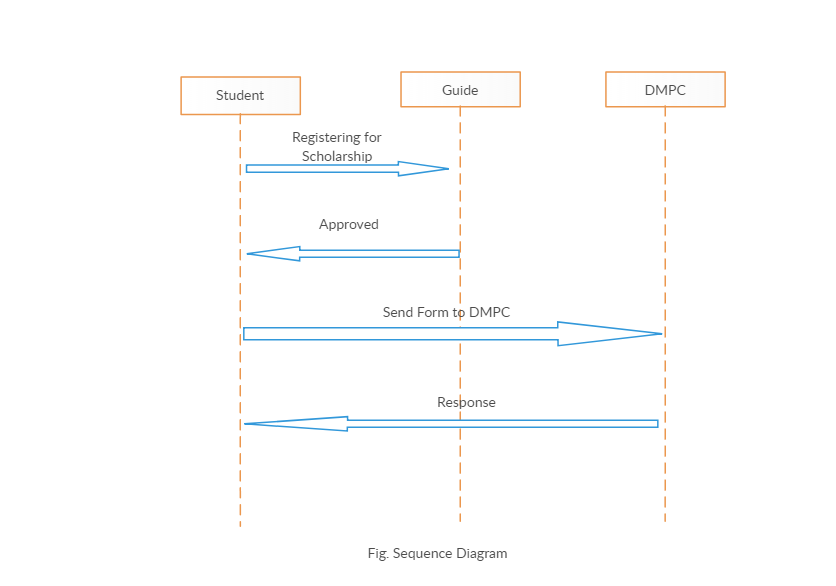 Student
Guide
DMPC
Registering for
Scholarship
Approved
Send Form to DMPC
Response
Fig. Sequence Diagram